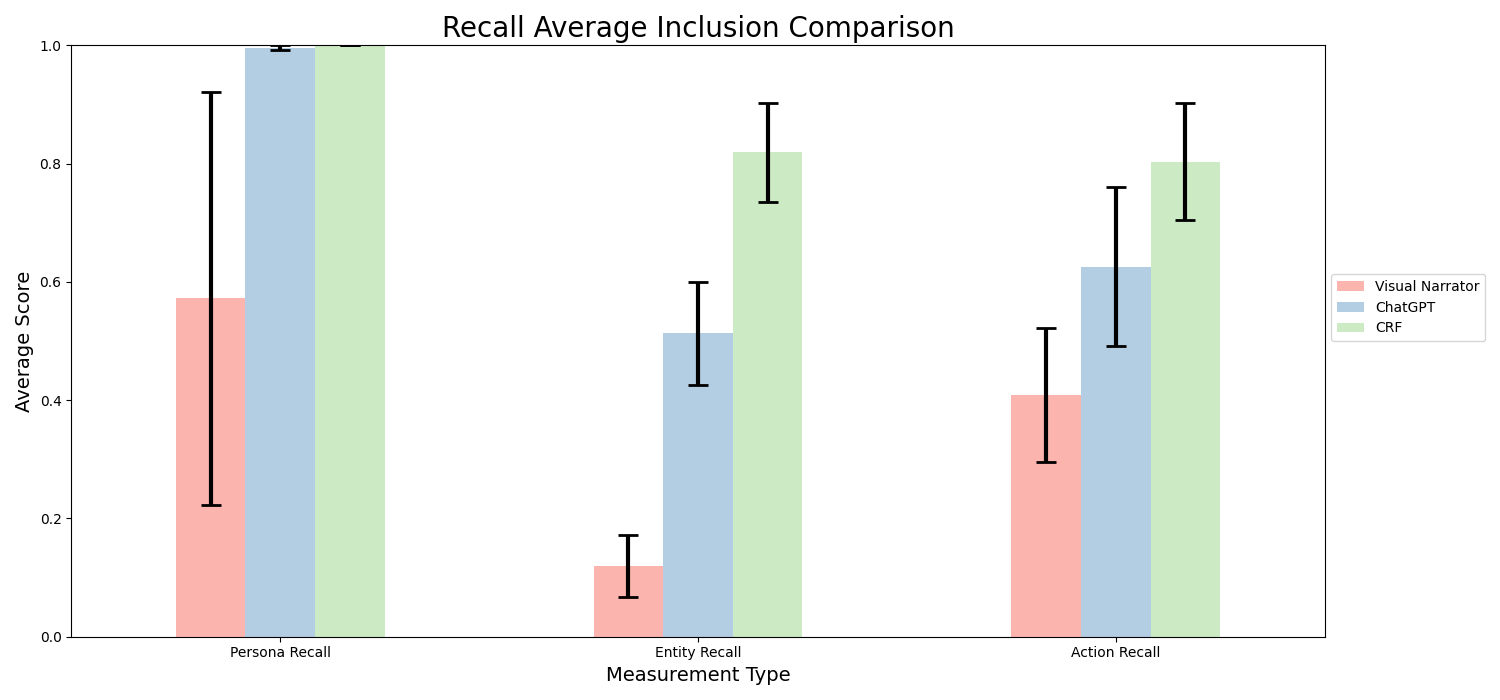 Recall Average Inclusion Comparison
Average Score
1.0
0.8
0.6
0.4
0.2
0.0
Persona Recall
Entity Recall
Action Recall
Measurement Type
Visual Narrator
ChatGPT
CRF